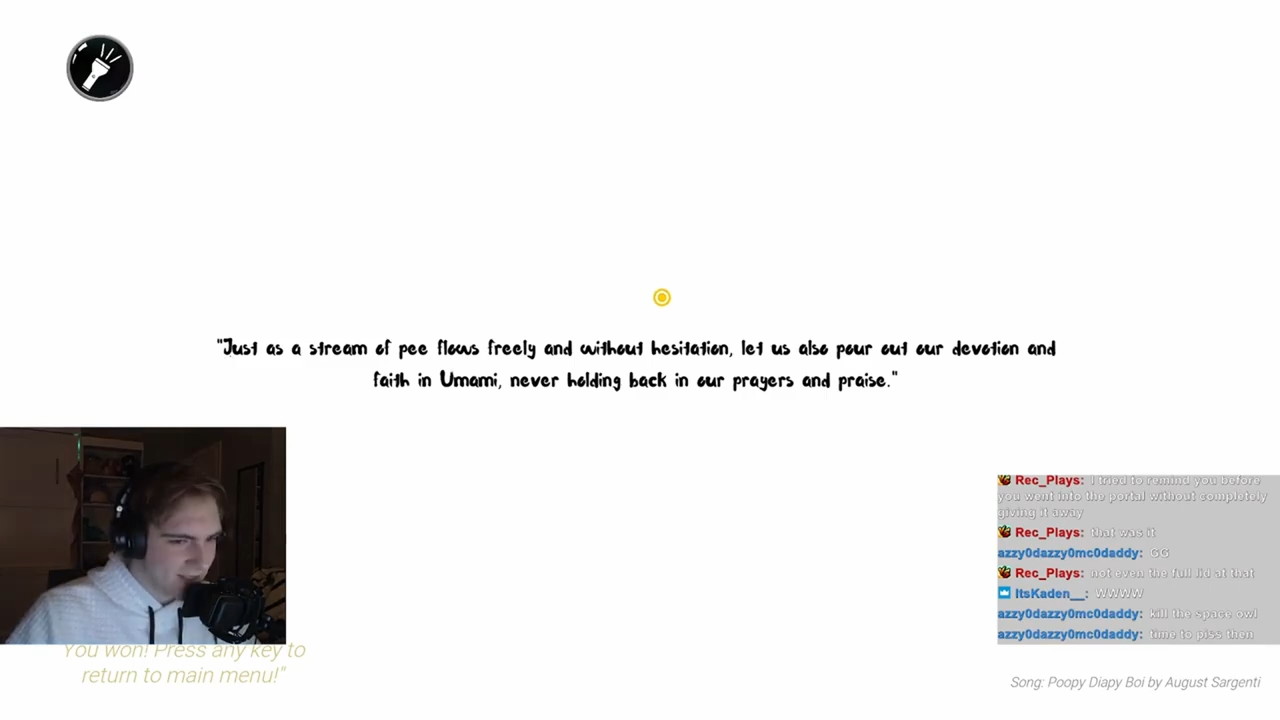 "Just as a stream of pee flows freely and without hesitation, let us also pour out our devotion and
faith in Umami, never holding back in our prayers and praise."
Rec_Plays: I tried to remind you before
you went into the portal without completely
giving it away
Rec_Plays: that was it
azzy0dazzy0mc0daddy: GG
Rec_Plays: not even the full lid at that
ItsKaden__: WWWW
azzy0dazzy0mc0daddy: kill the space owl
azzy0dazzy0mc0daddy: time to piss then
You won! Press any key to
return to main menu!"
Song: Poopy Diapy Boi by August Sargenti